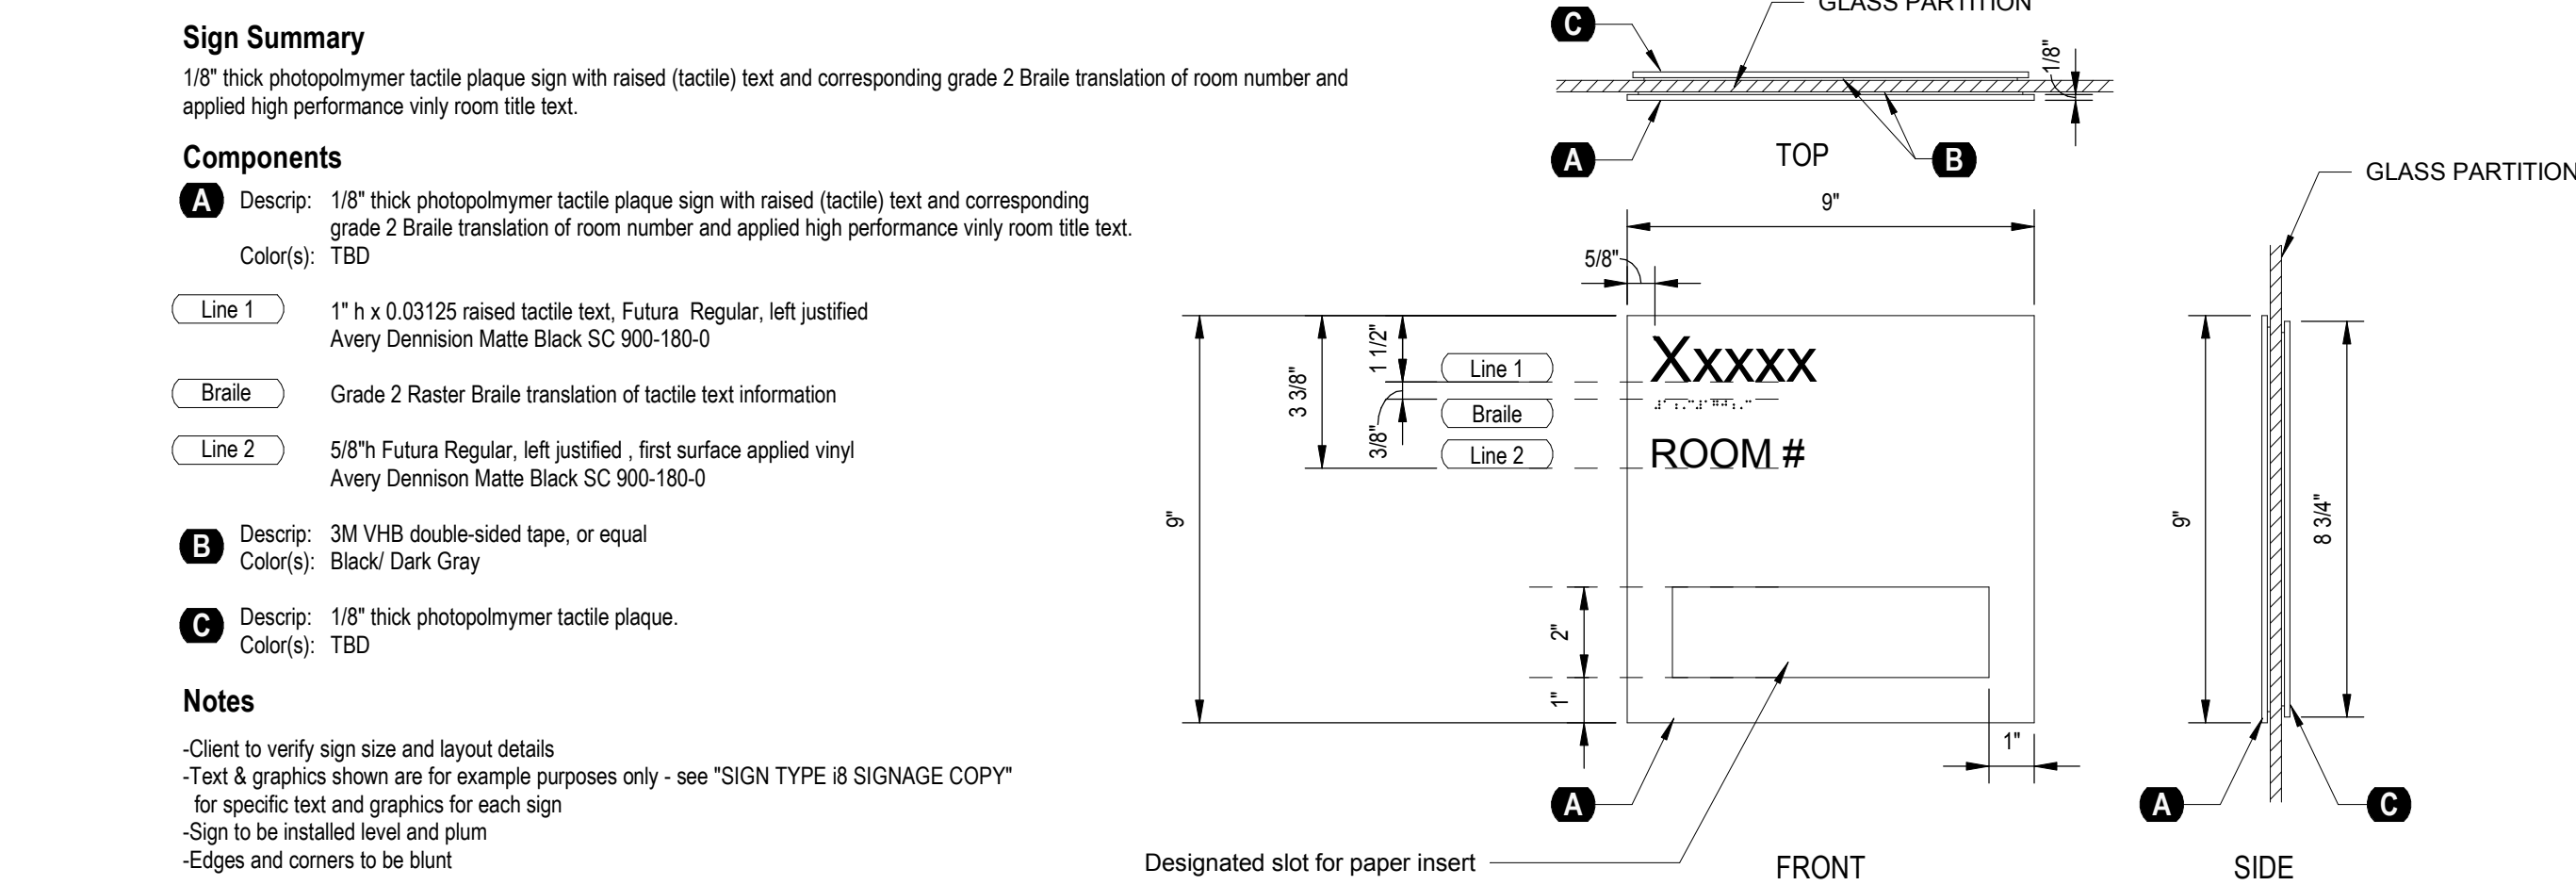 Sign Summary
1/8" thick photopolmymer tactile plaque sign with raised (tactile) text and corresponding grade 2 Braile translation of room number and
applied high performance vinly room title text.
Components
A Descrip: 1/8" thick photopolmymer tactile plaque sign with raised (tactile) text and corresponding
grade 2 Braile translation of room number and applied high performance vinly room title text.
Color(s): TBD
Line 1 1" h x 0.03125 raised tactile text, Futura Regular, left justified
Avery Dennision Matte Black SC 900-180-0
Braile Grade 2 Raster Braile translation of tactile text information
Line 2 5/8"h Futura Regular, left justified , first surface applied vinyl
Avery Dennison Matte Black SC 900-180-0
B Descrip: 3M VHB double-sided tape, or equal
Color(s): Black/ Dark Gray
C Descrip: 1/8" thick photopolmymer tactile plaque.
Color(s): TBD
Notes
-Client to verify sign size and layout details
-Text & graphics shown are for example purposes only - see "SIGN TYPE i8 SIGNAGE COPY"
for specific text and graphics for each sign
-Sign to be installed level and plum
-Edges and corners to be blunt
GLASS PARTITION
C
1/8"
A
TOP
B
9"
5/8"
9"
3 3/8"
1 1/2"
3/8"
Line 1
Braile
Line 2
Xxxxx
ROOM #
2"
1"
1"
A
Designated slot for paper insert
FRONT
GLASS PARTITION
9"
8 3/4"
A
C
SIDE